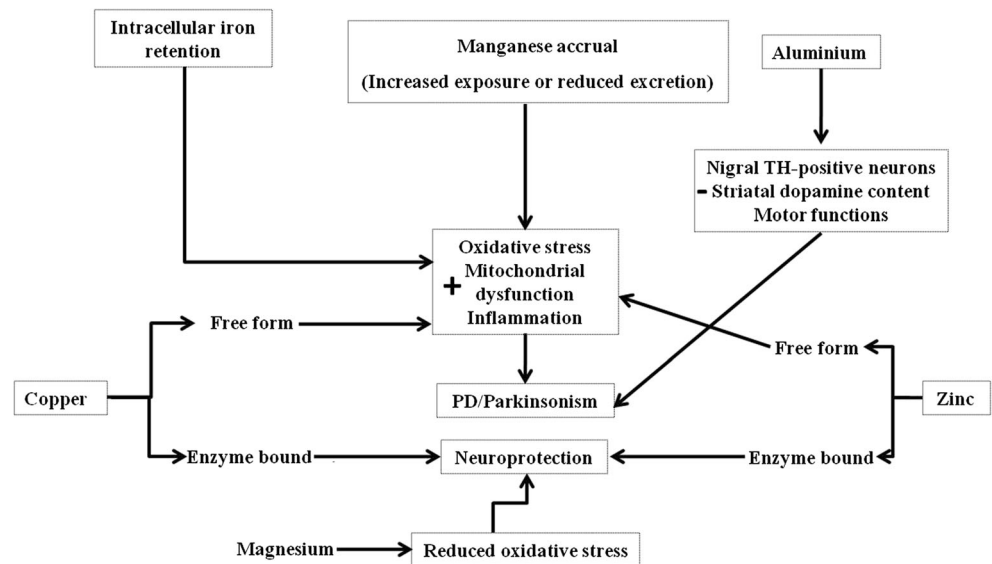 Intracellular iron
retention
Manganese accrual
(Increased exposure or reduced excretion)
Aluminium
Nigral TH-positive neurons
- Striatal dopamine content
Motor functions
Oxidative stress
+ Mitochondrial
dysfunction
Inflammation
Free form
Free form
Copper
PD/Parkinsonism
Zinc
Enzyme bound
Neuroprotection
Enzyme bound
Magnesium
Reduced oxidative stress